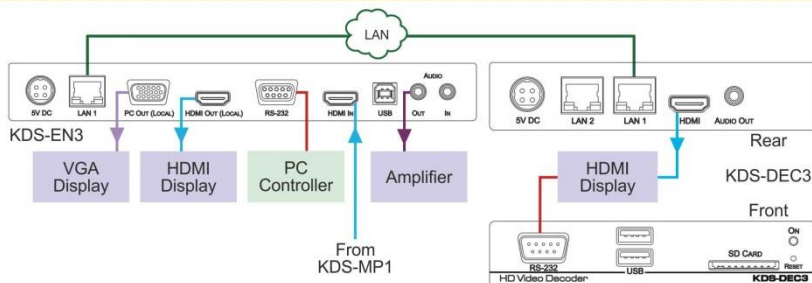 LAN
5V DC
LAN 1
PC OUT (LOCAL)
HDMI OUT (LOCAL)
RS-232
HDMI IN
USB
AUDIO
OUT
IN
KDS-EN3
VGA
Display
HDMI
Display
PC
Controller
Amplifier
From
KDS-MP1
5V DC
LAN 2
LAN 1
HDMI
AUDIO OUT
Rear
KDS-DEC3
Front
HDMI
Display
RS-232
USB
SD CARD
ON
RESET
HD Video Decoder
KDS-DEC3